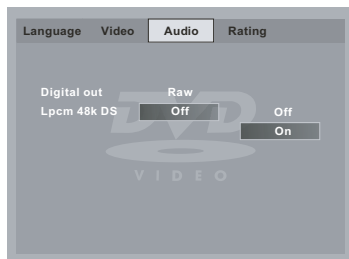 Language Video Audio Rating
Digital out Raw
Lpcm 48k DS Off Off
On
DVD
VIDEO